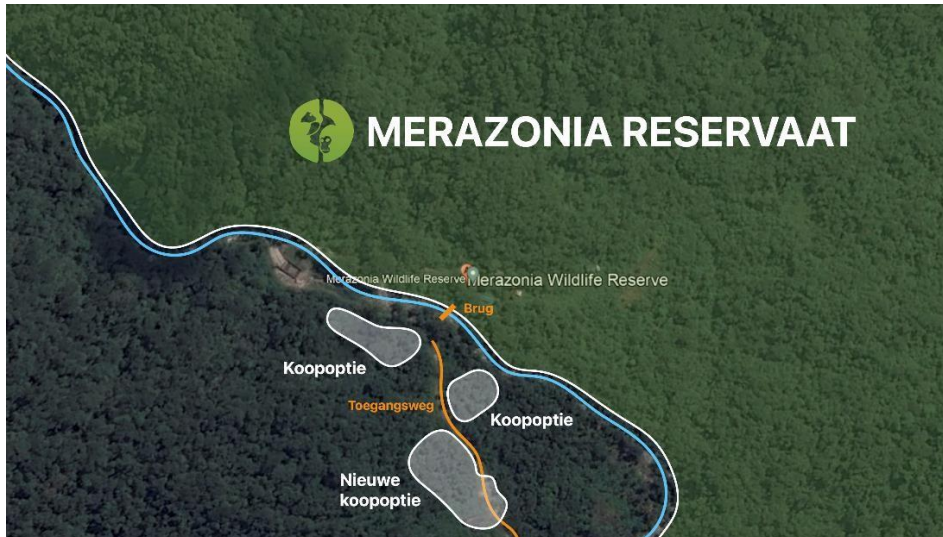 MERAZONIA RESERVAAT
Merazonia Wildlife Reserve
Merazonia Wildlife Reserve
Brug
Koopoptie
Toegangsweg
Koopoptie
Nieuwe
koopoptie